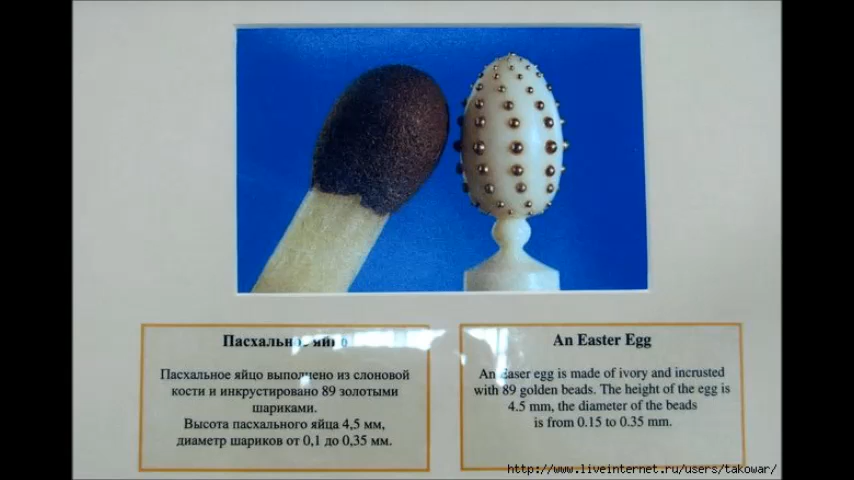 Пасхальное яйцо
Пасхальное яйцо выполнено из слоновой
кости и инкрустировано 89 золотыми
шариками.
Высота пасхального яйца 4,5 мм,
диаметр шариков от 0,1 до 0,35 мм.
An Easter Egg
An Easer egg is made of ivory and incrusted
with 89 golden beads. The height of the egg is
4.5 mm, the diameter of the beads
is from 0.15 to 0.35 mm.
http://www.liveinternet.ru/users/takowar/